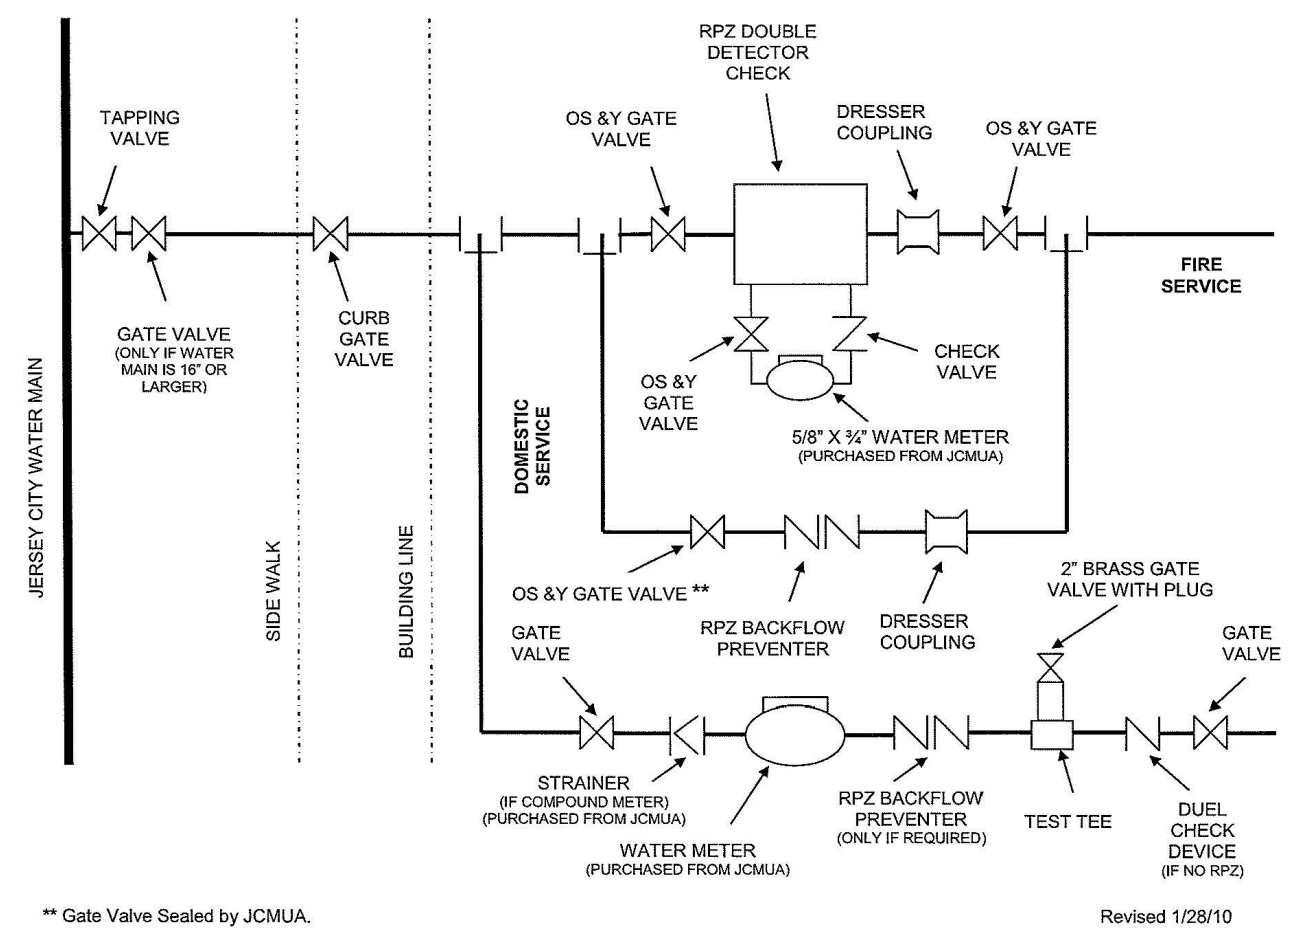 RPZ DOUBLE
DETECTOR
CHECK
TAPPING
VALVE
OS &Y GATE
VALVE
DRESSER
COUPLING
OS &Y GATE
VALVE
FIRE
SERVICE
GATE VALVE
(ONLY IF WATER
MAIN IS 16" OR
LARGER)
CURB
GATE
VALVE
CHECK
VALVE
OS &Y
GATE
VALVE
5/8" X ¾" WATER METER
(PURCHASED FROM JCMUA)
JERSEY CITY WATER MAIN
SIDE WALK
BUILDING LINE
DOMESTIC
SERVICE
OS &Y GATE VALVE **
RPZ BACKFLOW
PREVENTER
DRESSER
COUPLING
2" BRASS GATE
VALVE WITH PLUG
GATE
VALVE
GATE
VALVE
STRAINER
(IF COMPOUND METER)
(PURCHASED FROM JCMUA)
WATER METER
(PURCHASED FROM JCMUA)
RPZ BACKFLOW
PREVENTER
(ONLY IF REQUIRED)
TEST TEE
DUEL
CHECK
DEVICE
(IF NO RPZ)
** Gate Valve Sealed by JCMUA.
Revised 1/28/10